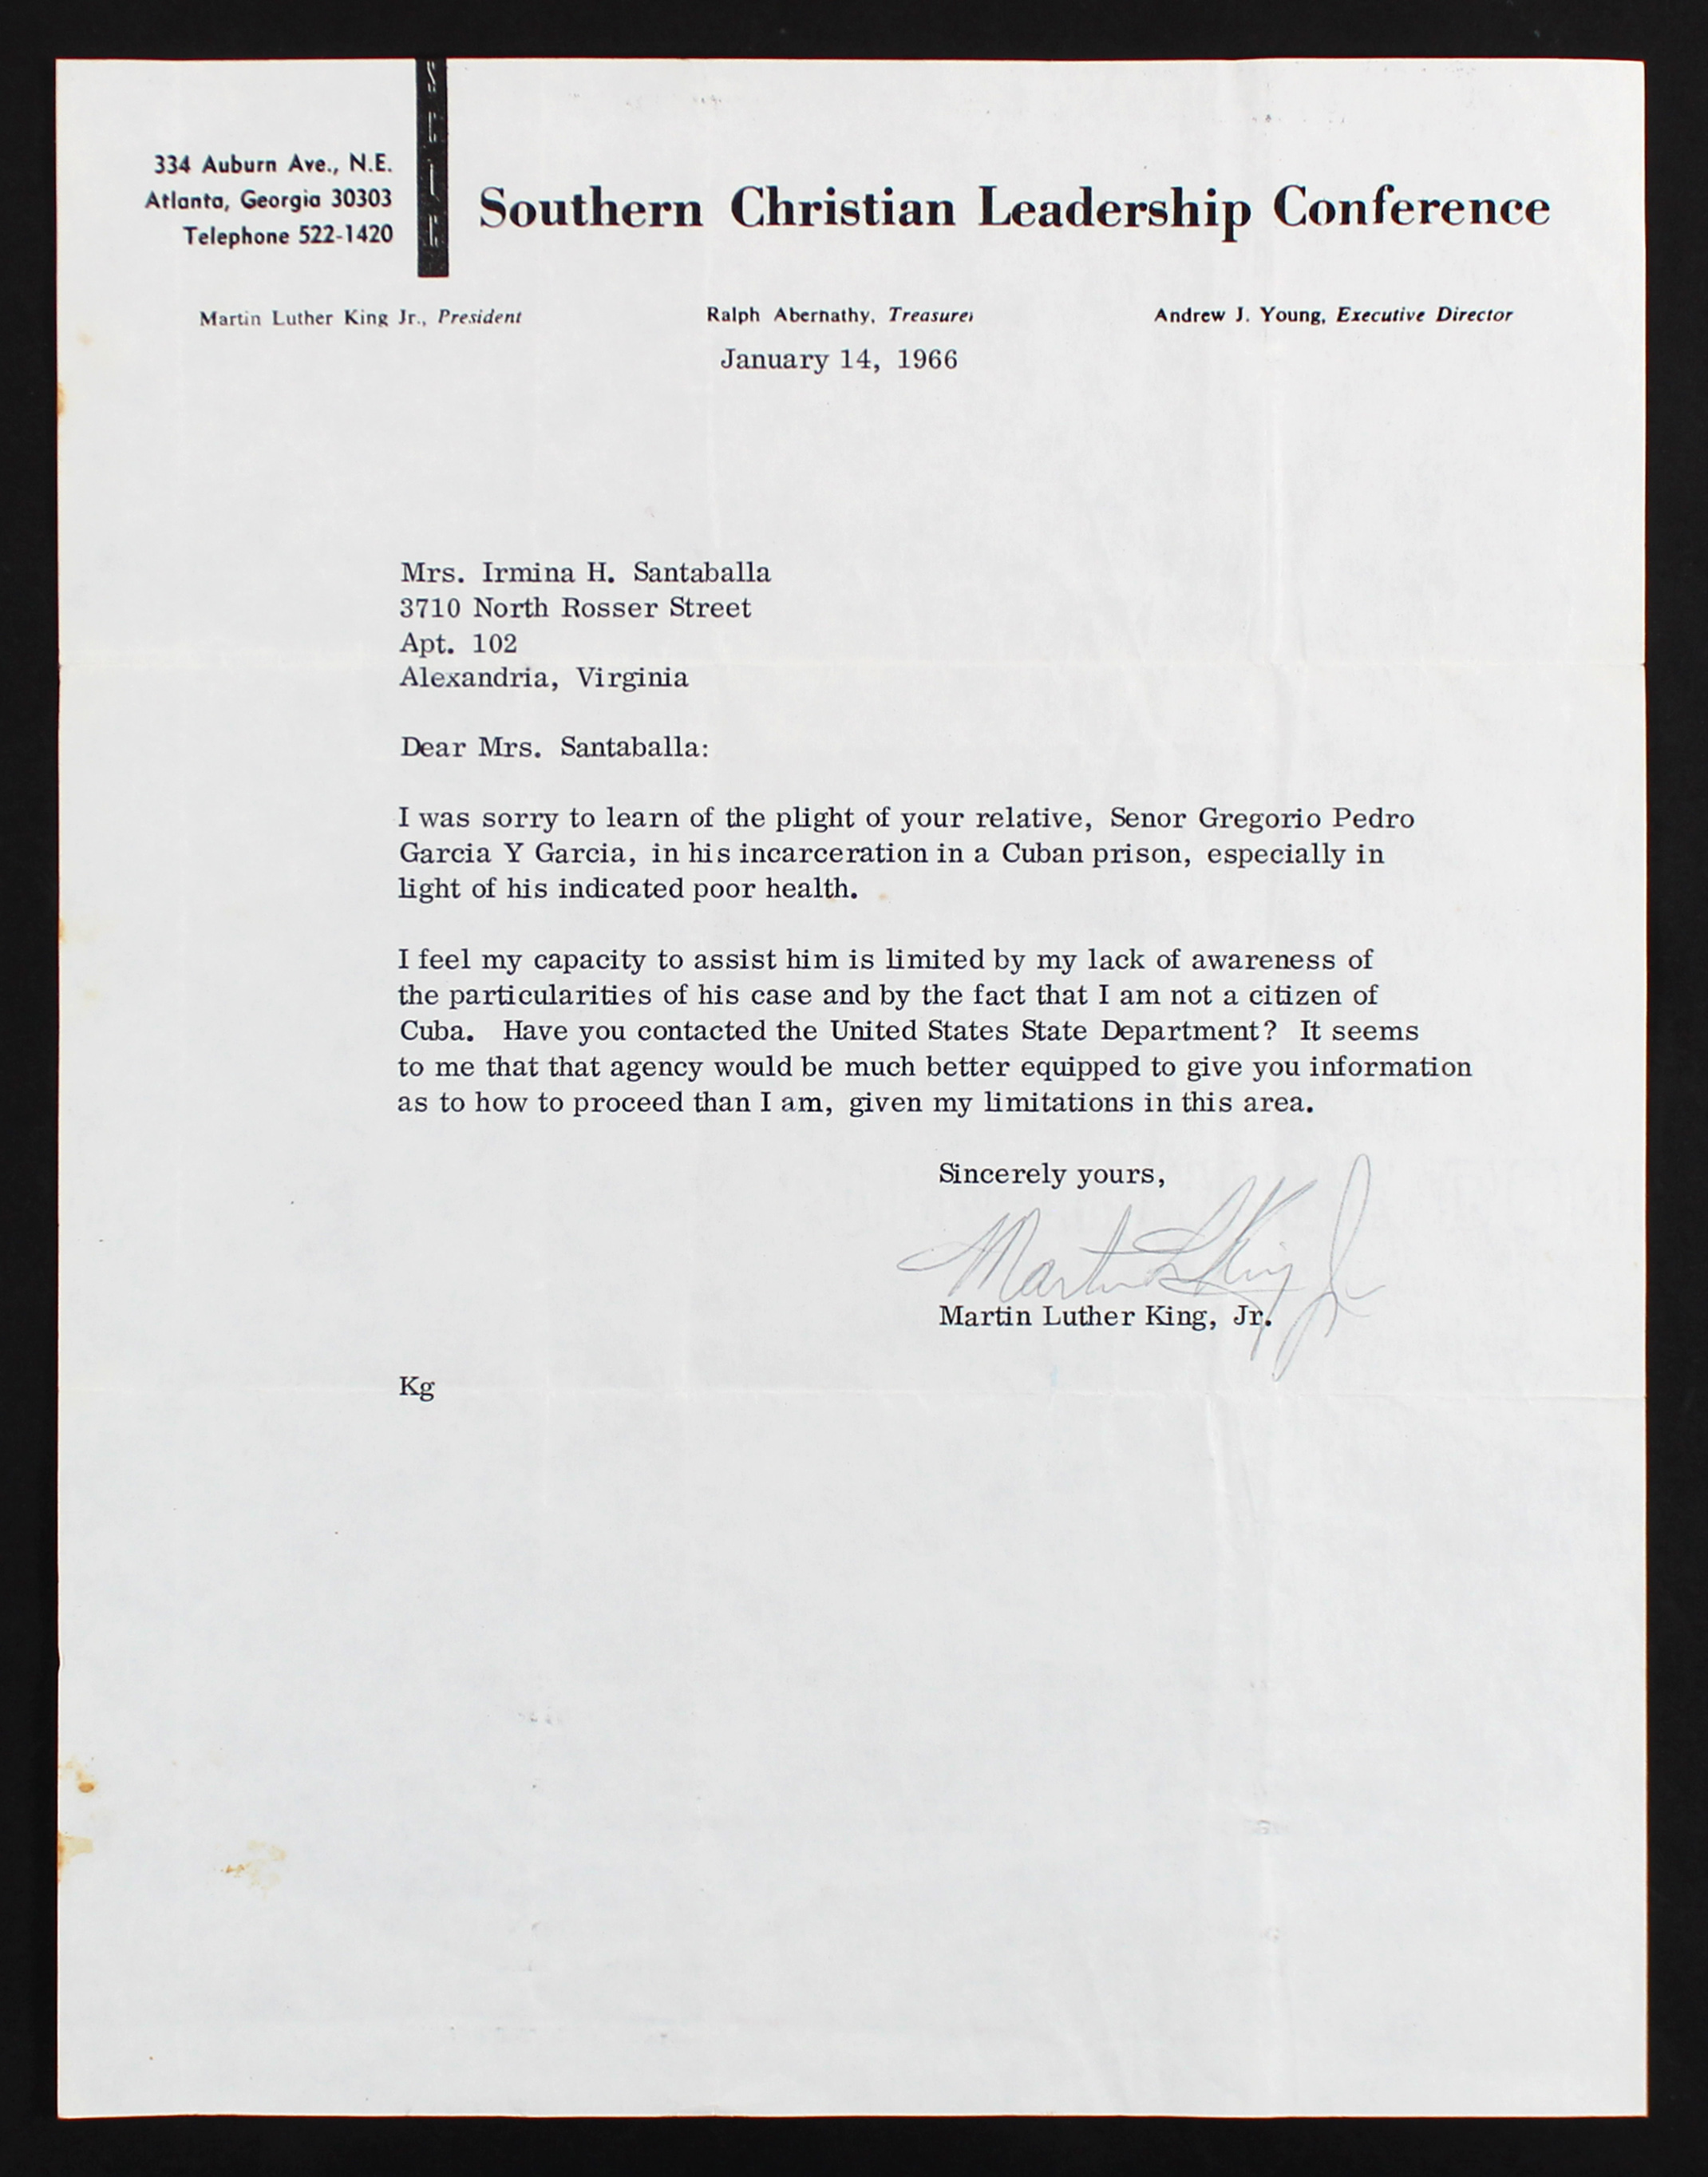 334 Auburn Ave., N.E.
Atlanta, Georgia 30303
Telephone 522-1420
Southern Christian Leadership Conference
Martin Luther King Jr., President
Ralph Abernathy, Treasurer
Andrew J. Young, Executive Director
January 14, 1966
Mrs. Irmina H. Santaballa
3710 North Rosser Street
Apt. 102
Alexandria, Virginia
Dear Mrs. Santaballa:
I was sorry to learn of the plight of your relative, Senor Gregorio Pedro
Garcia Y Garcia, in his incarceration in a Cuban prison, especially in
light of his indicated poor health.
I feel my capacity to assist him is limited by my lack of awareness of
the particularities of his case and by the fact that I am not a citizen of
Cuba. Have you contacted the United States State Department? It seems
to me that that agency would be much better equipped to give you information
as to how to proceed than I am, given my limitations in this area.
Sincerely yours,
Martin L King Jr
Martin Luther King, Jr.
Kg